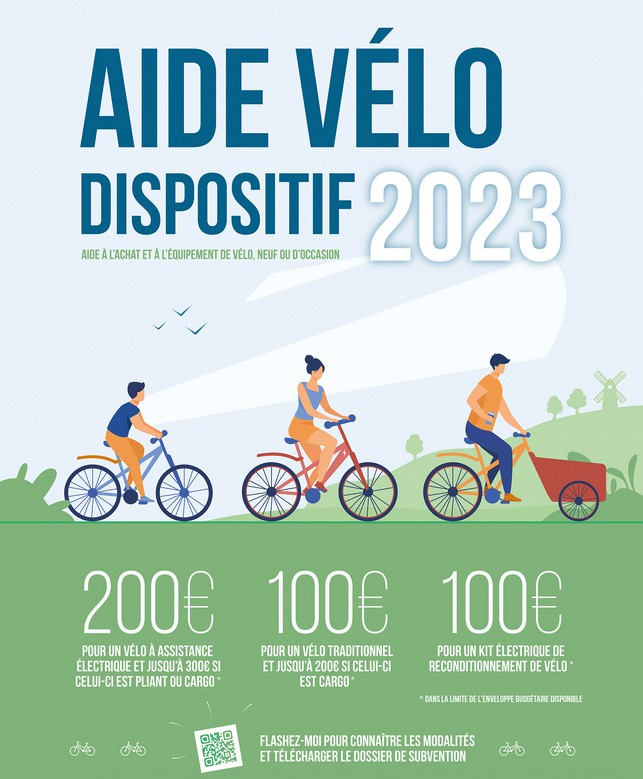 AIDE VÉLO
DISPOSITIF 2023
AIDE À L'ACHAT ET À L'ÉQUIPEMENT DE VÉLO, NEUF OU D'OCCASION
200€
POUR UN VÉLO À ASSISTANCE
ÉLECTRIQUE ET JUSQU'À 300€ SI
CELUI-CI EST PLIANT OU CARGO *
100€
POUR UN VÉLO TRADITIONNEL
ET JUSQU'À 200€ SI CELUI-CI
EST CARGO *
100€
POUR UN KIT ÉLECTRIQUE DE
RECONDITIONNEMENT DE VÉLO *
* DANS LA LIMITE DE L'ENVELOPPE BUDGÉTAIRE DISPONIBLE
FLASHEZ-MOI POUR CONNAÎTRE LES MODALITÉS
ET TÉLÉCHARGER LE DOSSIER DE SUBVENTION